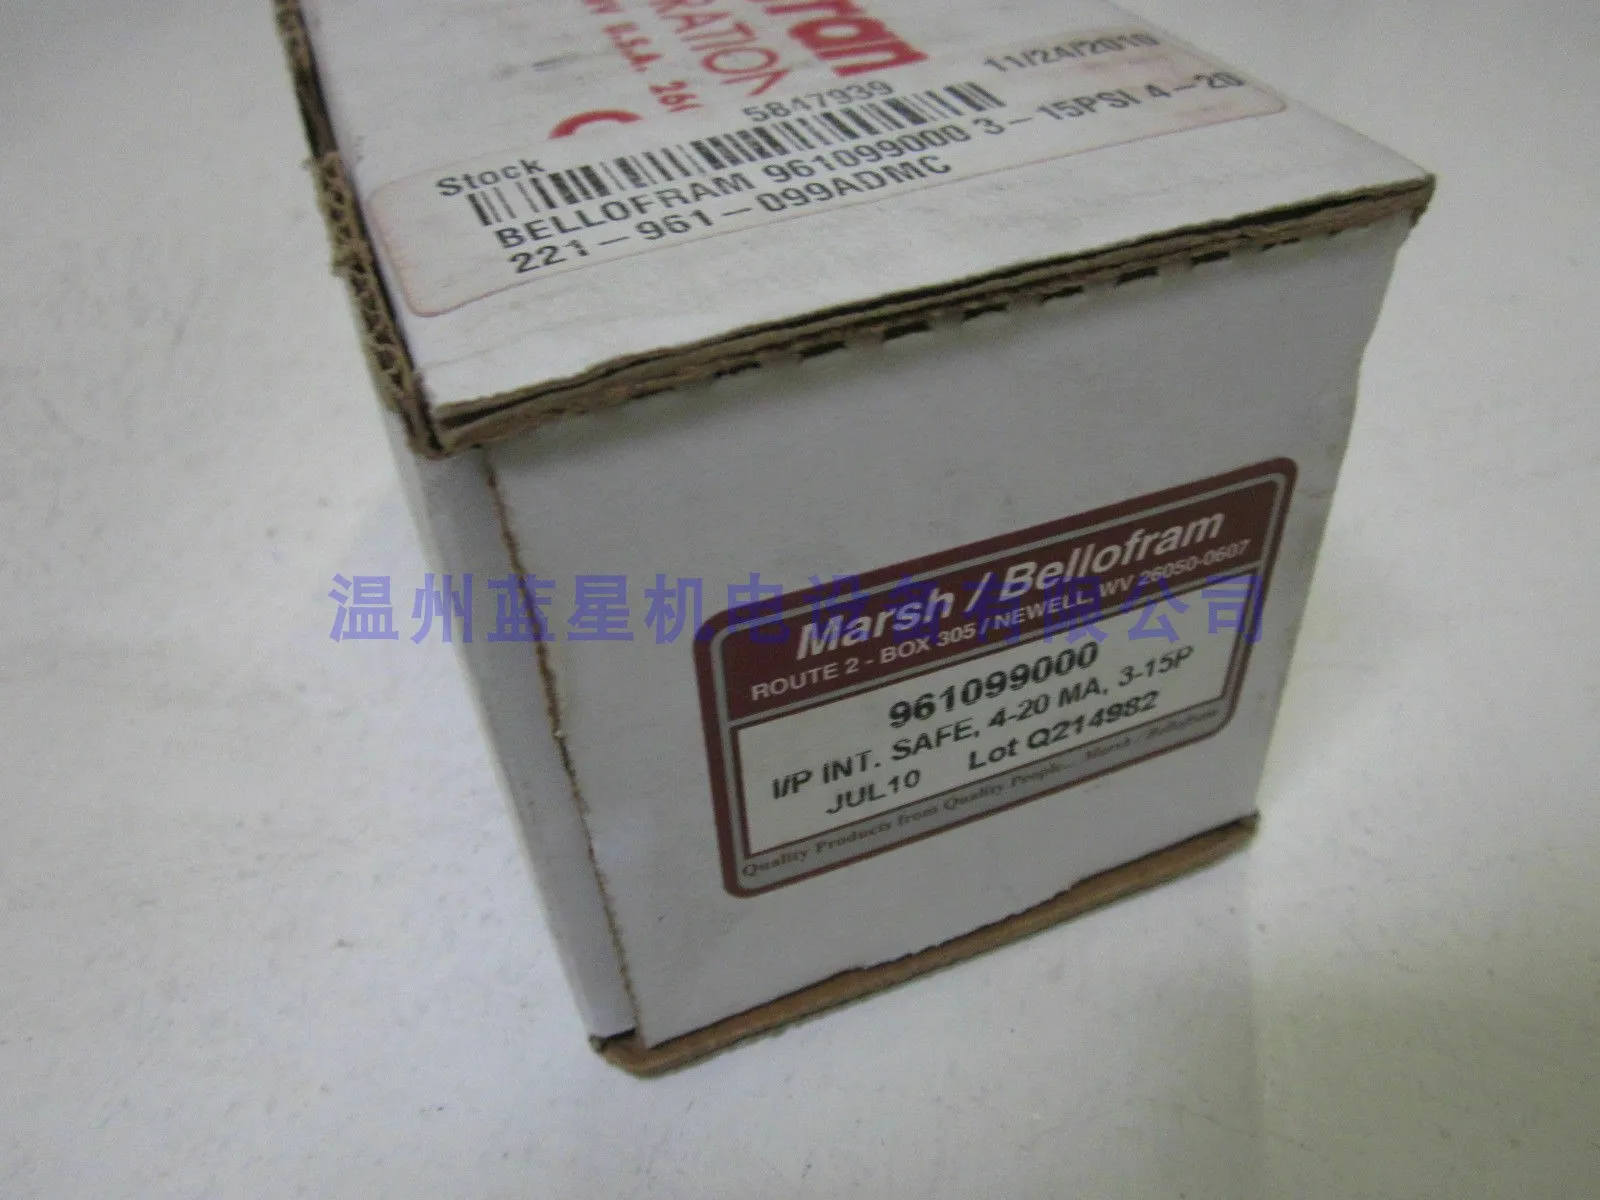 RATION
U.S.A. 260
Stock 5847939 11/24/2010
BELLOFRAM 961099000 3-15PSI 4-20
221-961-099ADMC
温州蓝星机电设备有限公司
Marsh / Bellofram
ROUTE 2 - BOX 305 / NEWELL, WV 26050-0607
961099000
I/P INT. SAFE, 4-20 MA, 3-15P
JUL10 Lot Q214982
Quality Products from Quality People... Marsh / Bellofram